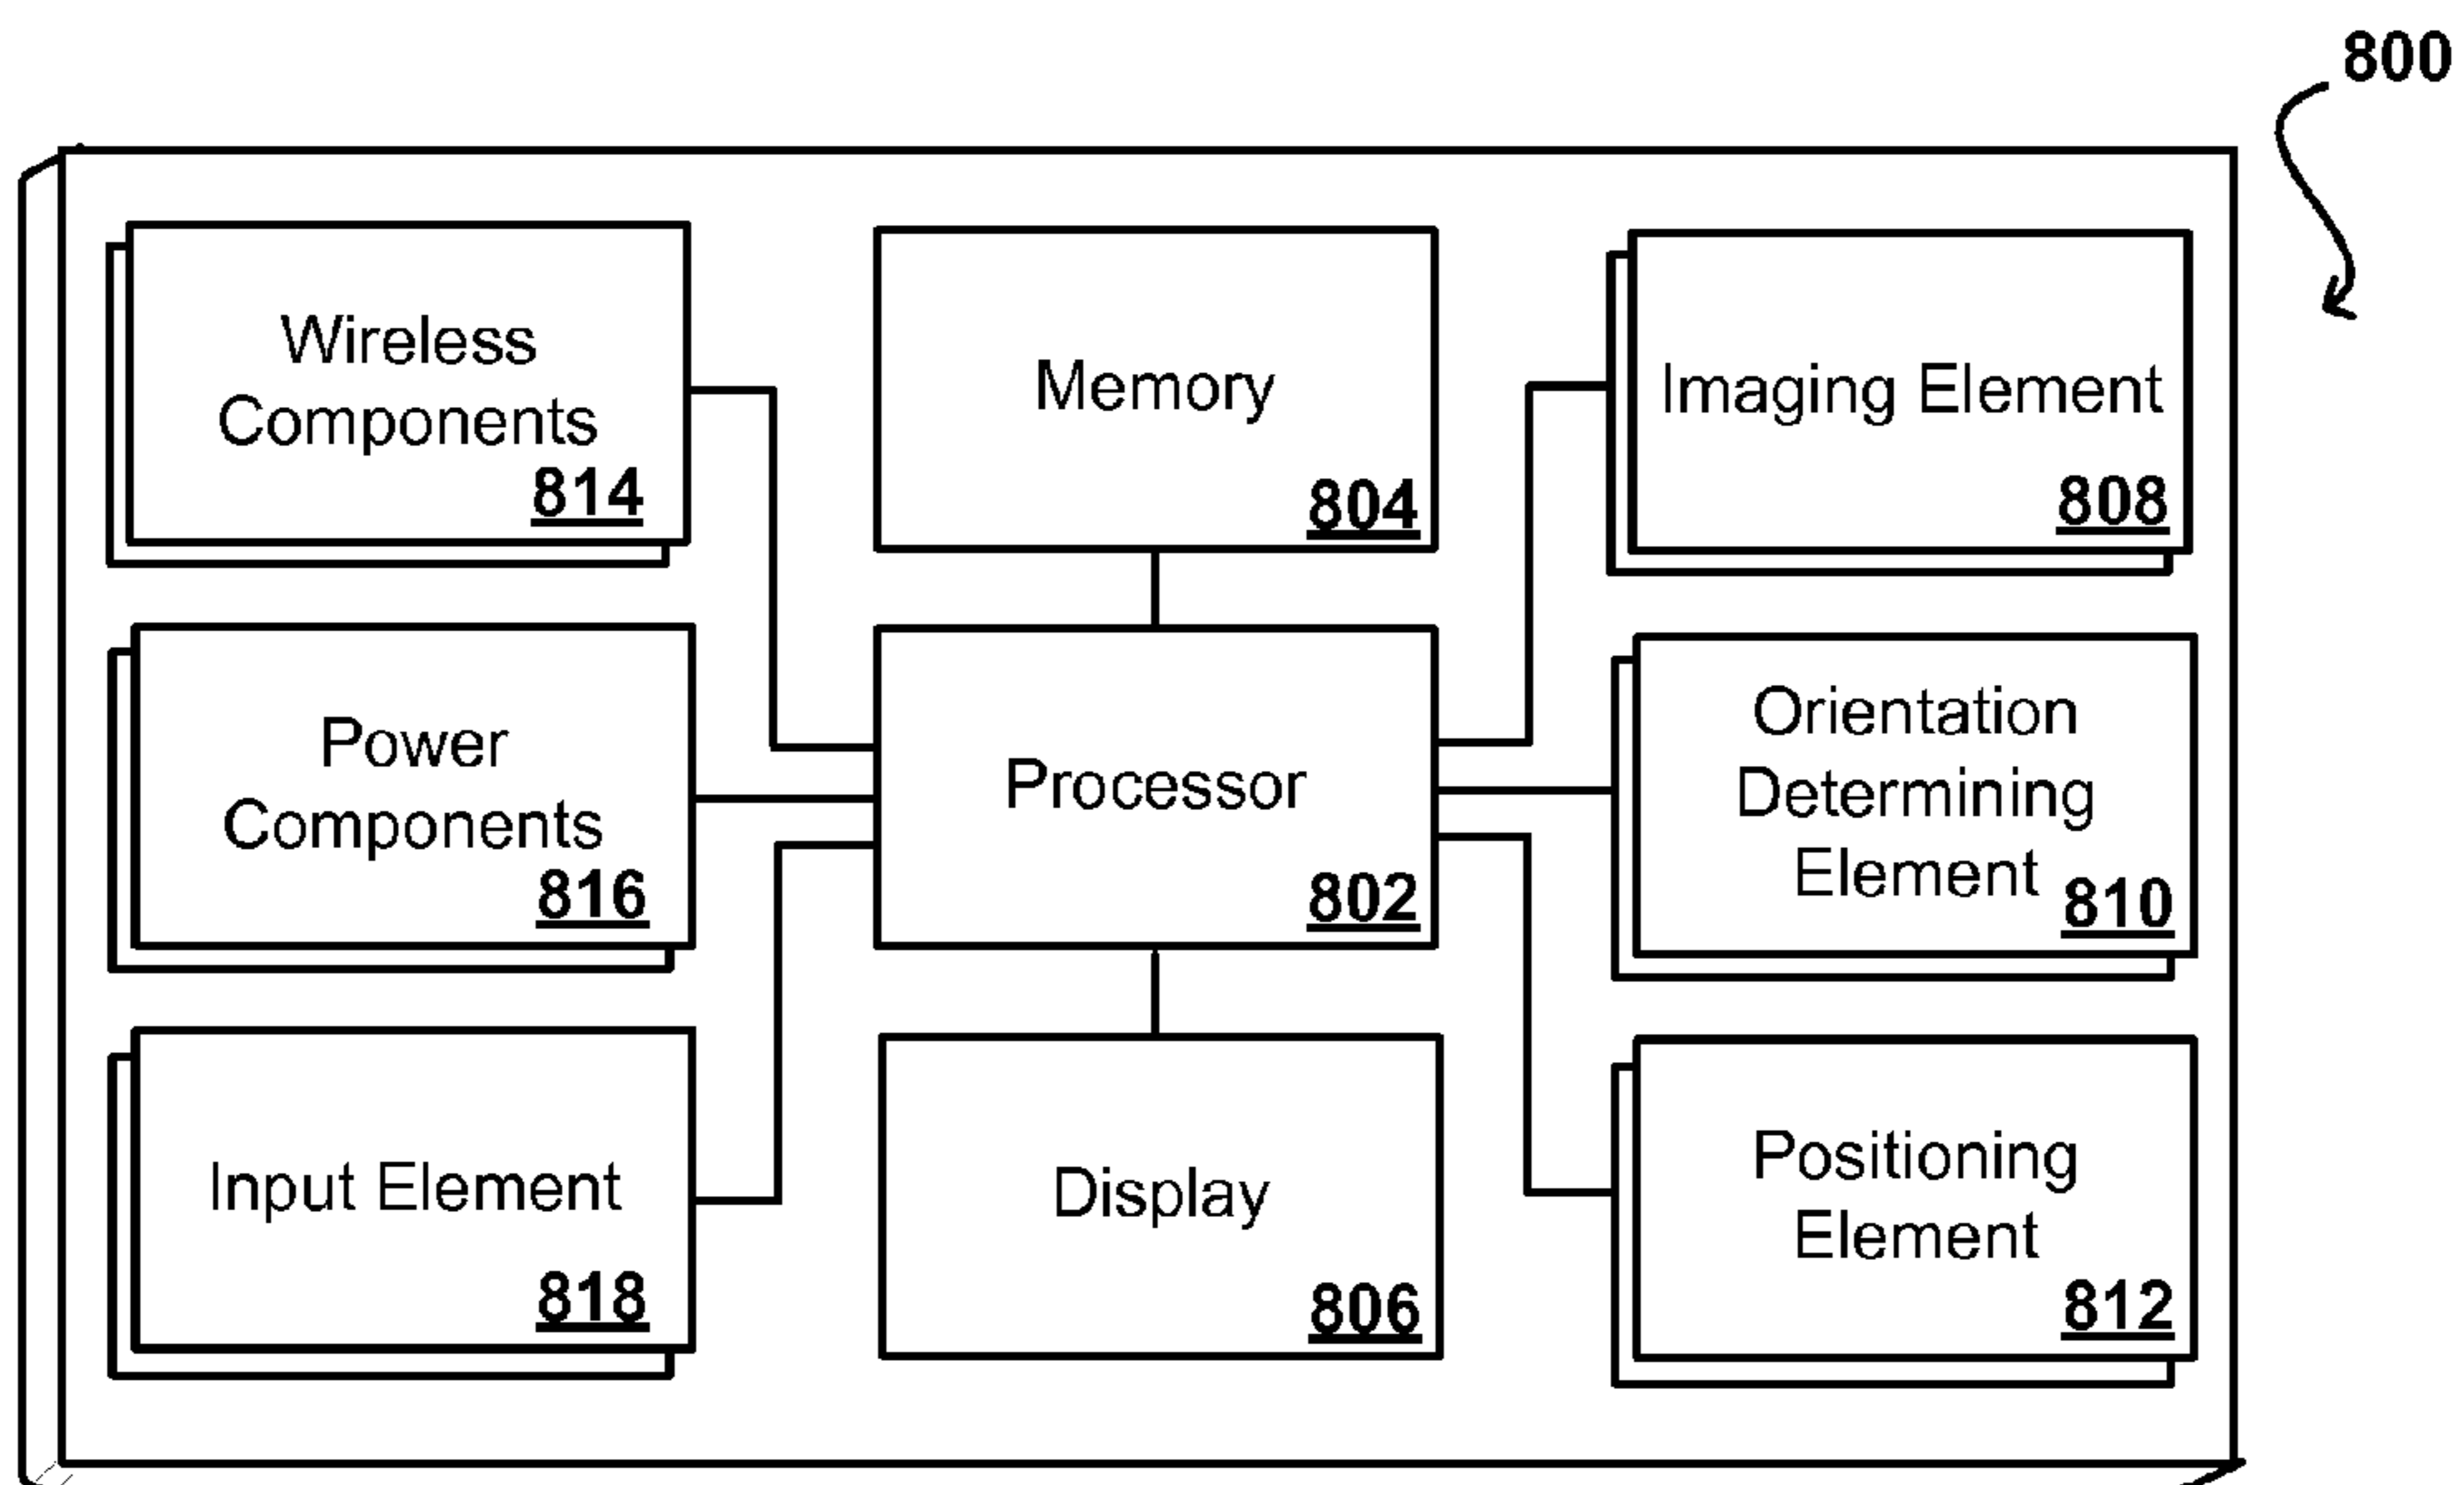 800
Wireless
Components
814
Memory
804
Imaging Element
808
Power
Components
816
Processor
802
Orientation
Determining
Element
810
Input Element
818
Display
806
Positioning
Element
812